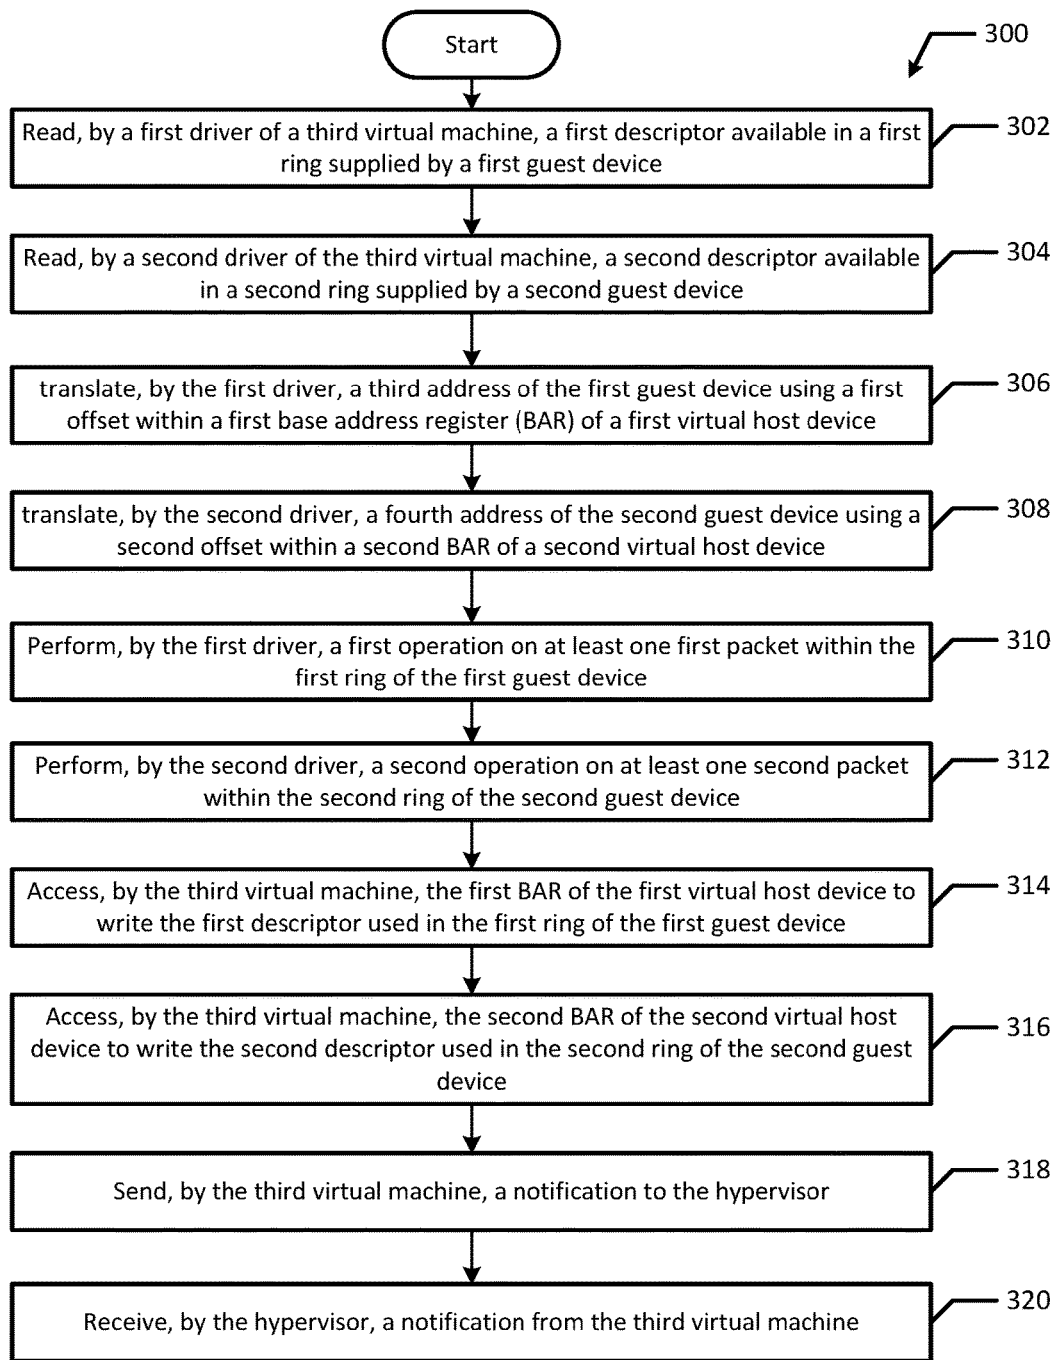 Start
300
Read, by a first driver of a third virtual machine, a first descriptor available in a first
ring supplied by a first guest device
302
Read, by a second driver of the third virtual machine, a second descriptor available
in a second ring supplied by a second guest device
304
translate, by the first driver, a third address of the first guest device using a first
offset within a first base address register (BAR) of a first virtual host device
306
translate, by the second driver, a fourth address of the second guest device using a
second offset within a second BAR of a second virtual host device
308
Perform, by the first driver, a first operation on at least one first packet within the
first ring of the first guest device
310
Perform, by the second driver, a second operation on at least one second packet
within the second ring of the second guest device
312
Access, by the third virtual machine, the first BAR of the first virtual host device to
write the first descriptor used in the first ring of the first guest device
314
Access, by the third virtual machine, the second BAR of the second virtual host
device to write the second descriptor used in the second ring of the second guest
device
316
Send, by the third virtual machine, a notification to the hypervisor
318
Receive, by the hypervisor, a notification from the third virtual machine
320